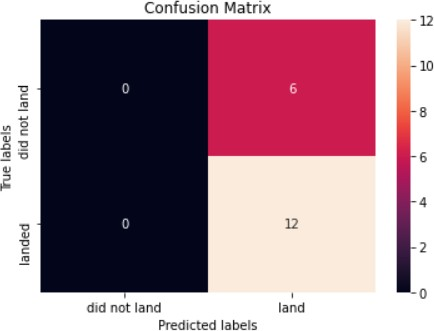 Confusion Matrix
True labels
did not land
landed
0
6
0
12
did not land
land
Predicted labels
12
10
8
6
4
2
0